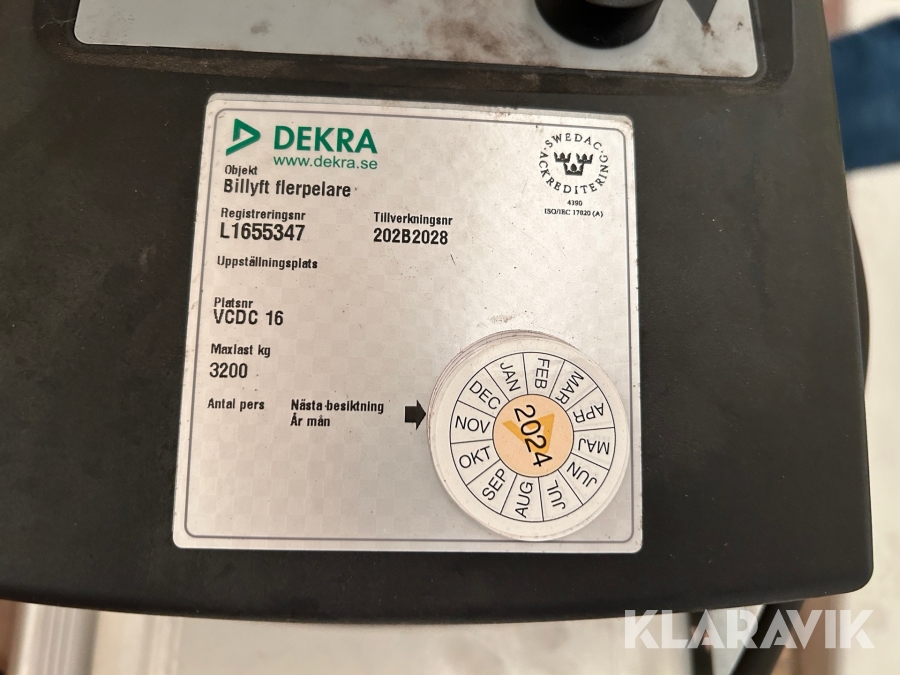 DEKRA
www.dekra.se
SWEDAC
ACKREDITERING
4390
ISO/IEC 17020 (A)
Objekt
Billyft flerpelare
Registreringsnr Tillverkningsnr
L1655347 202B2028
Uppställningsplats
Platsnr
VCDC 16
Maxlast kg
3200
Antal pers Nästa besiktning
År mån
JAN FEB MAR APR MAJ JUN JUL AUG SEP OKT NOV DEC
2024
KLARAVIK